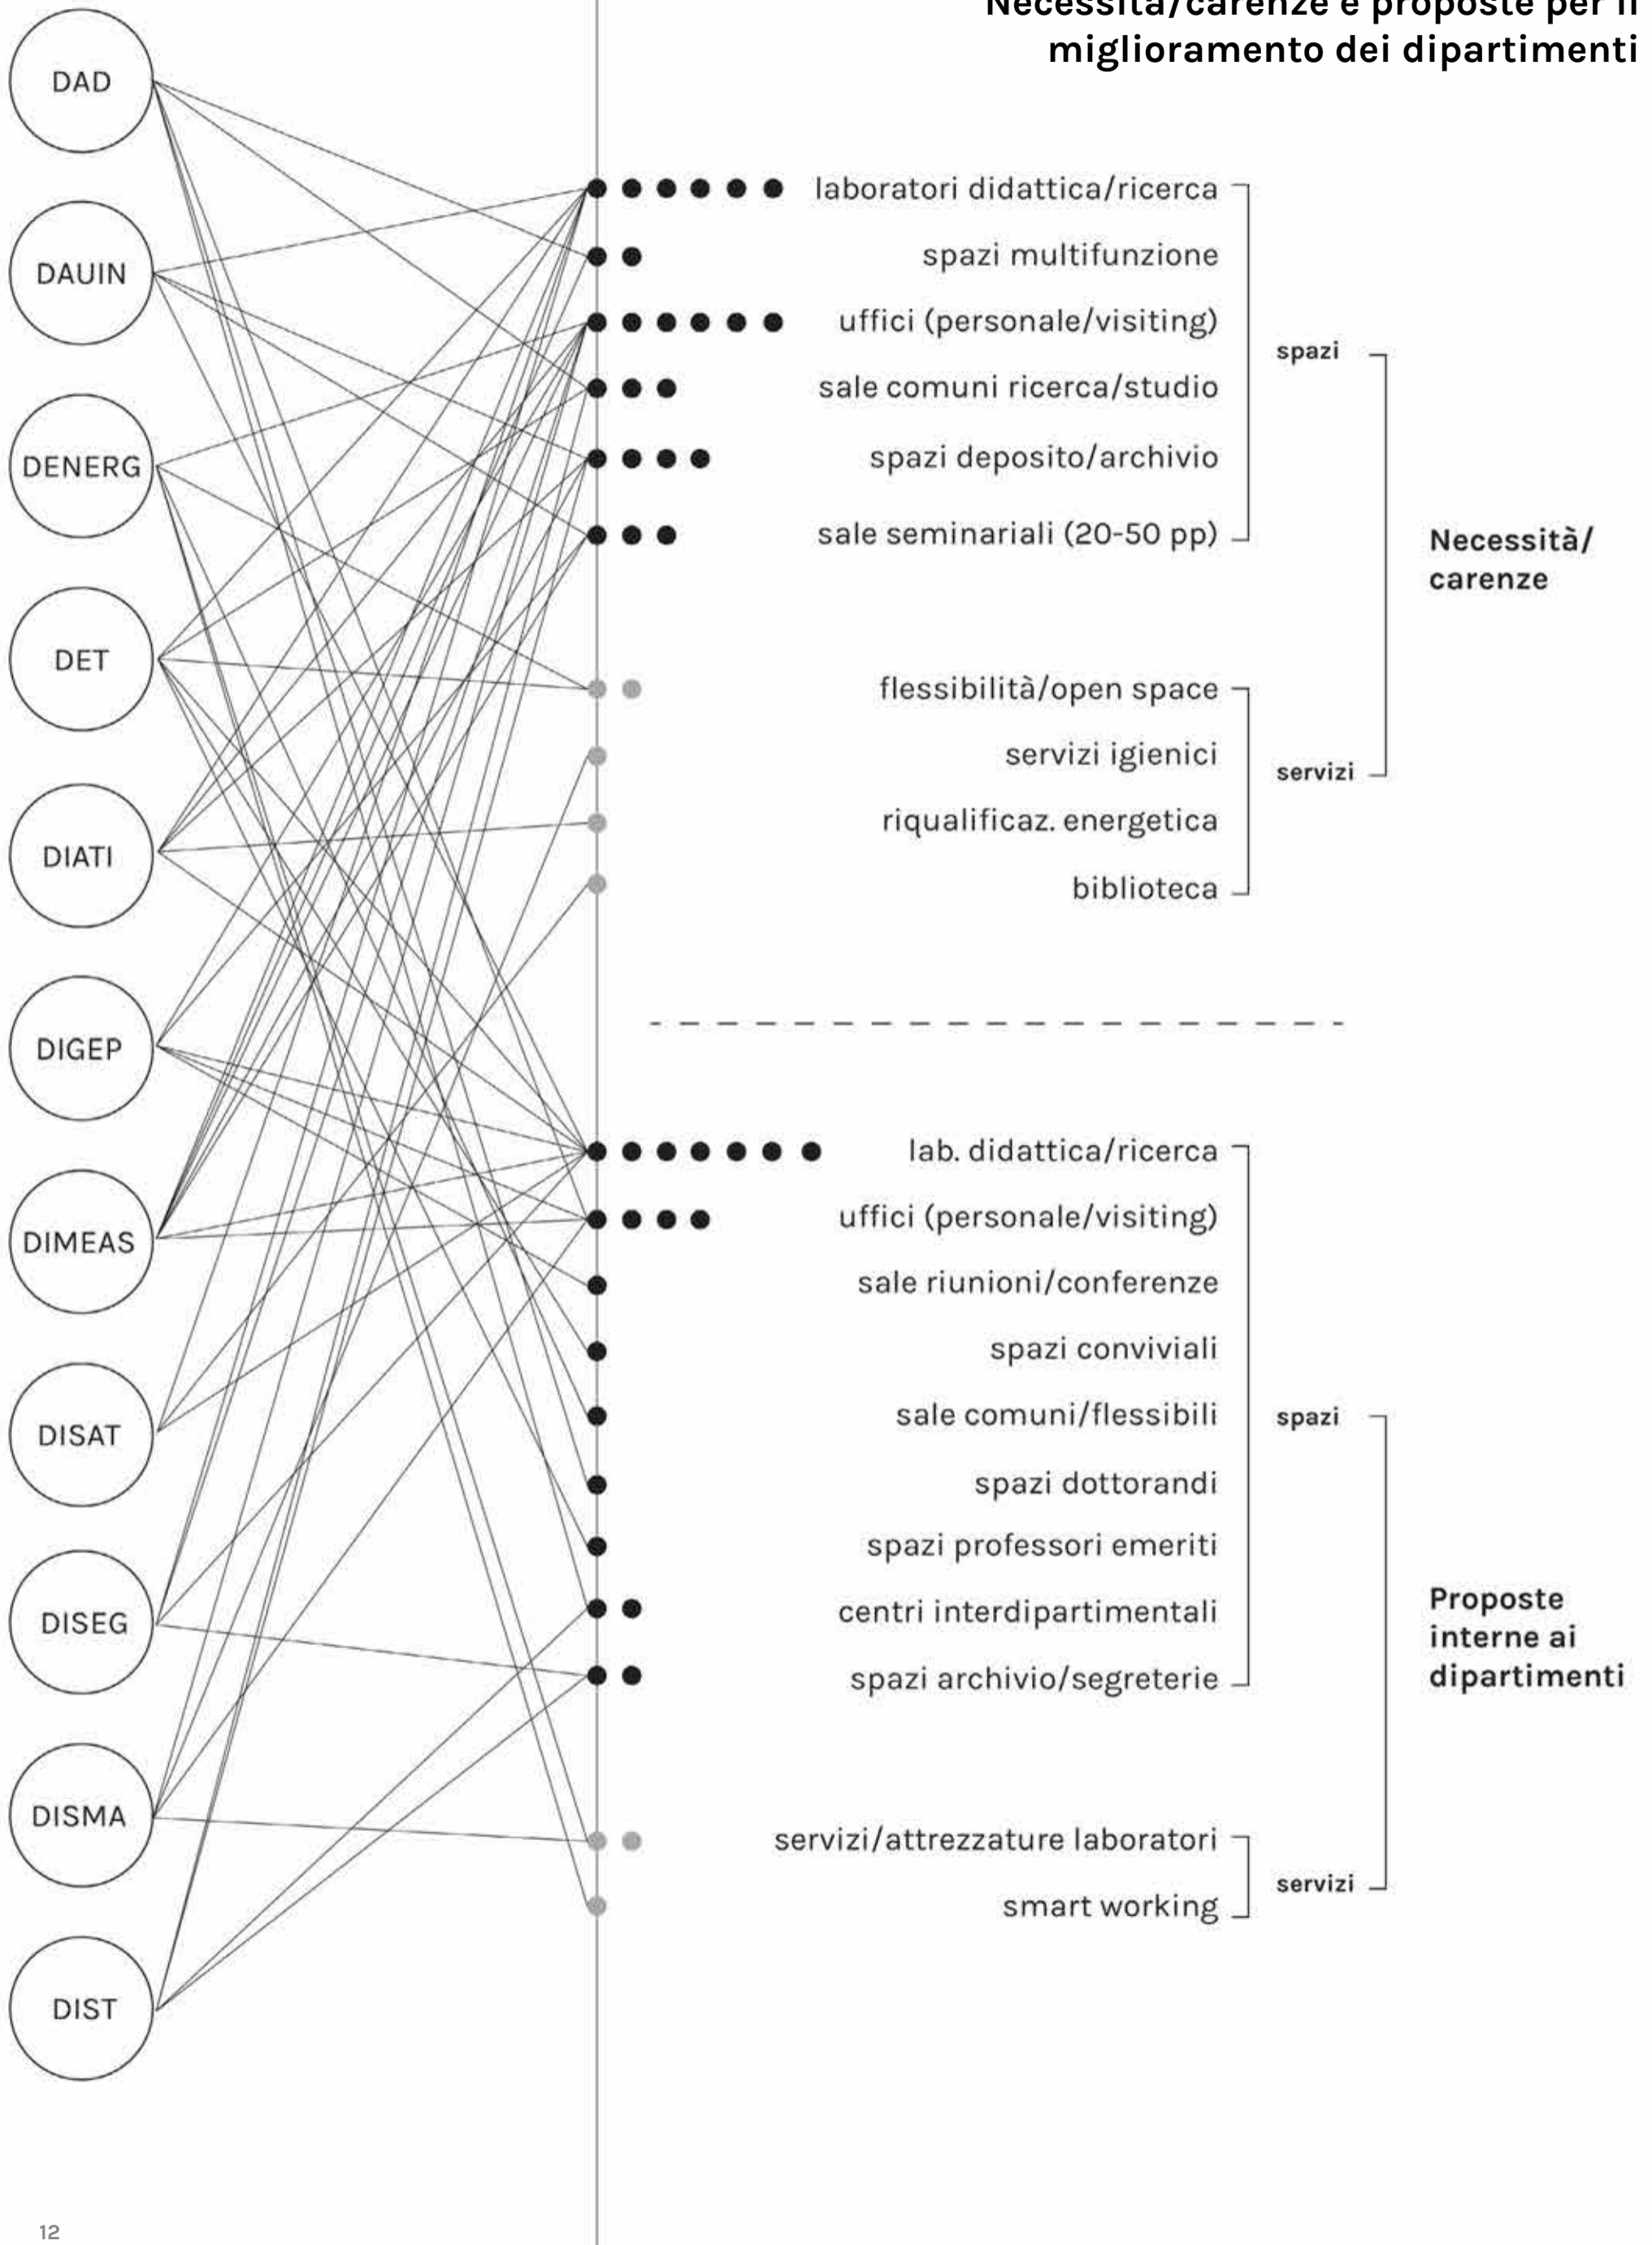 Necessità/carenze e proposte per il
miglioramento dei dipartimenti
DAD
DAUIN
DENERG
DET
DIATI
DIGEP
DIMEAS
DISAT
DISEG
DISMA
DIST
laboratori didattica/ricerca
spazi multifunzione
uffici (personale/visiting)
sale comuni ricerca/studio
spazi deposito/archivio
sale seminariali (20-50 pp)
spazi
flessibilità/open space
servizi igienici
riqualificaz. energetica
biblioteca
servizi
Necessità/
carenze
lab. didattica/ricerca
uffici (personale/visiting)
sale riunioni/conferenze
spazi conviviali
sale comuni/flessibili
spazi dottorandi
spazi professori emeriti
centri interdipartimentali
spazi archivio/segreterie
spazi
servizi/attrezzature laboratori
smart working
servizi
Proposte
interne ai
dipartimenti
12